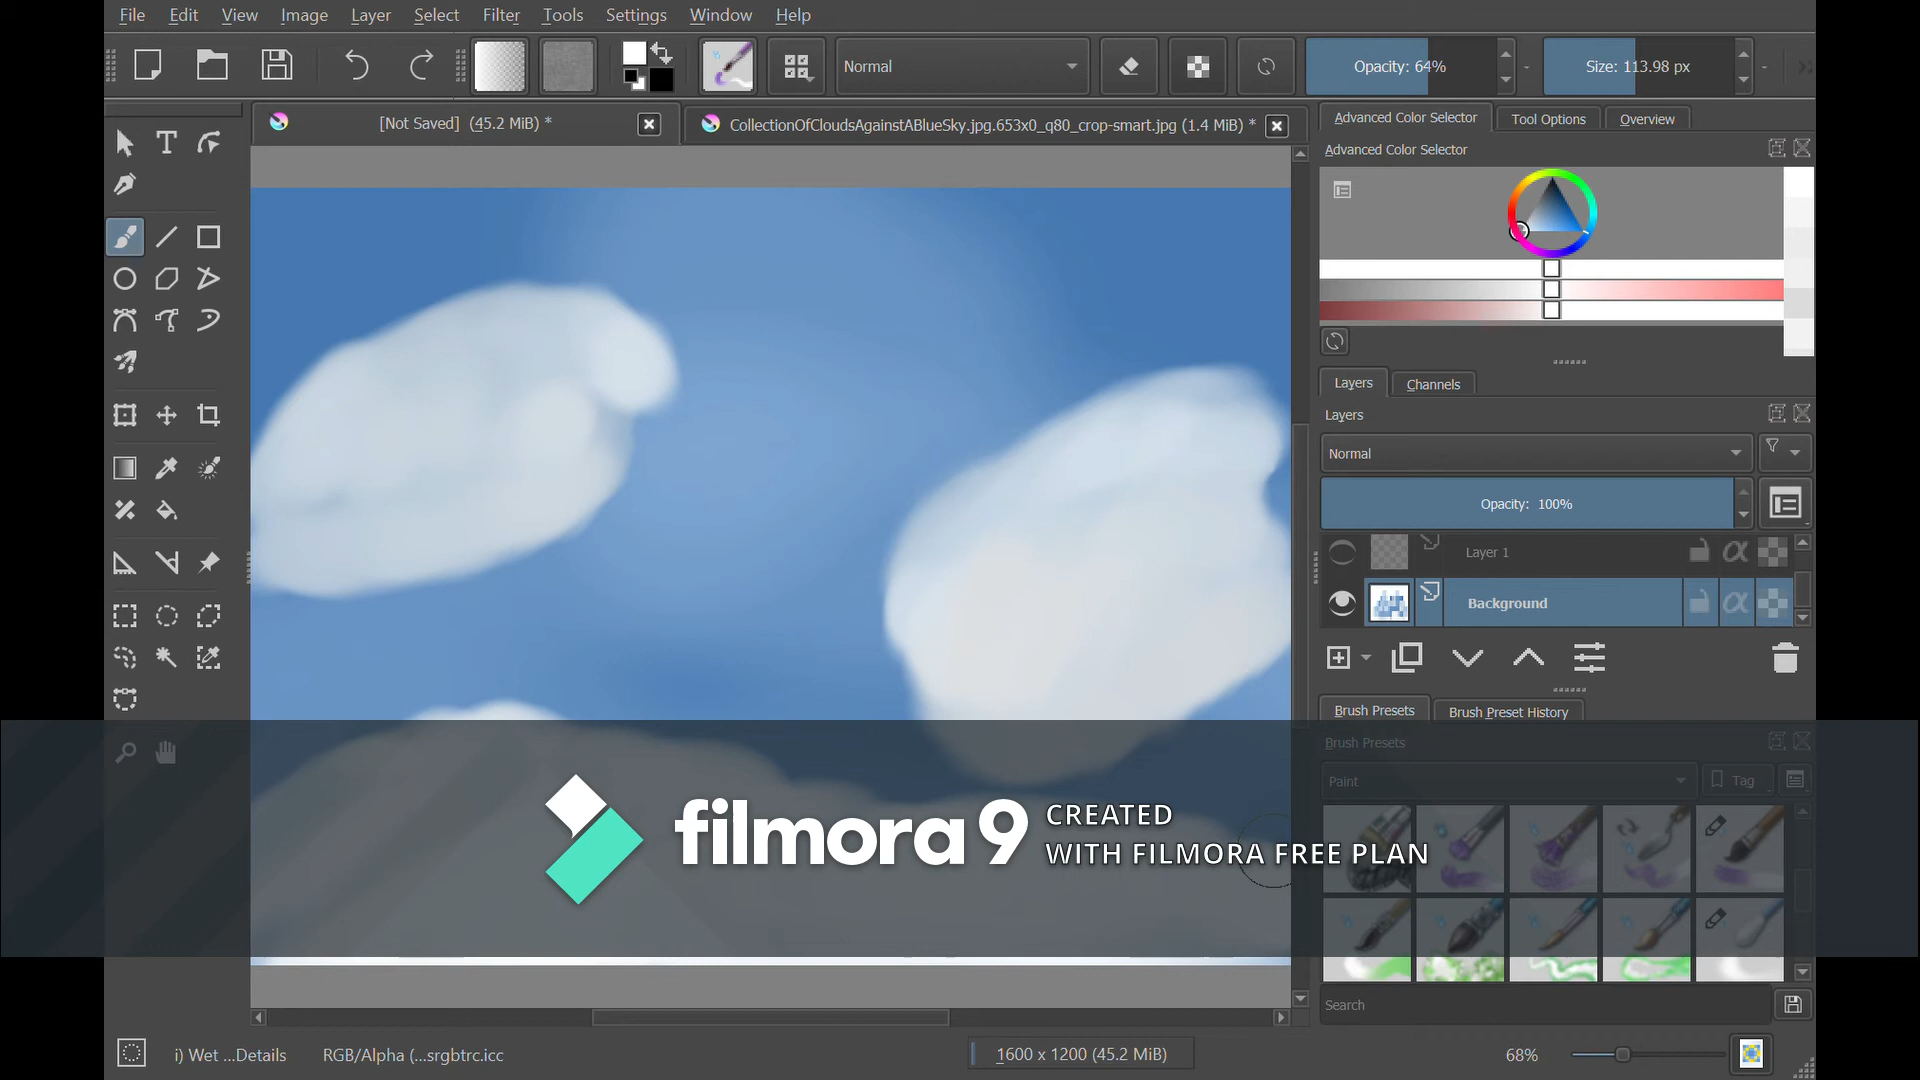 File Edit View Image Layer Select Filter Tools Settings Window Help
Normal
Opacity: 64%
Size: 113.98 px
[Not Saved] (45.2 MiB) *
CollectionOfCloudsAgainstABlueSky.jpg.653x0_q80_crop-smart.jpg (1.4 MiB) *
Advanced Color Selector Tool Options Overview
Advanced Color Selector
Layers Channels
Layers
Normal
Opacity: 100%
Layer 1
Background
Brush Presets Brush Preset History
Brush Presets
Paint
Tag
filmora9 CREATED
WITH FILMORA FREE PLAN
Search
i) Wet ...Details
RGB/Alpha (...srgbtrc.icc
1600 x 1200 (45.2 MiB)
68%